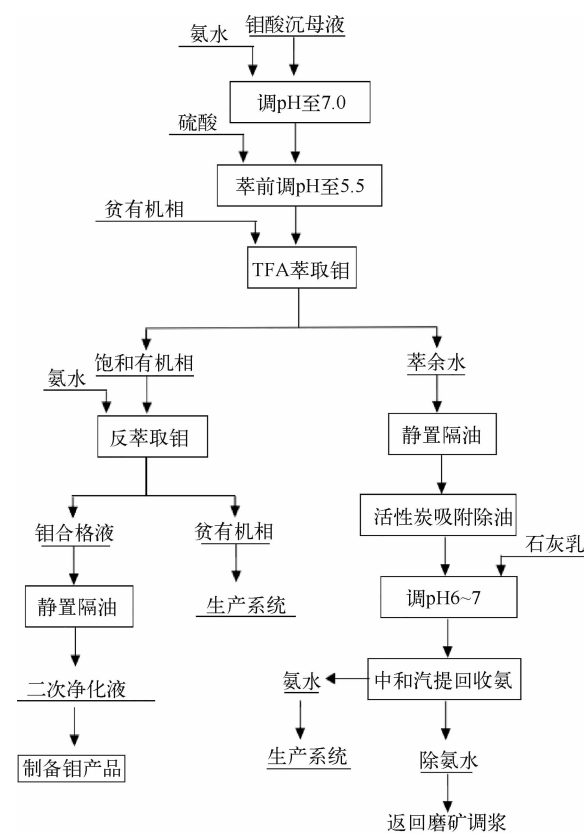 钼酸沉母液
氨水
调pH至7.0
硫酸
萃前调pH至5.5
贫有机相
TFA萃取钼
饱和有机相
萃余水
氨水
反萃取钼
静置隔油
钼合格液
贫有机相
活性炭吸附除油
石灰乳
静置隔油
生产系统
调pH6~7
二次净化液
氨水
中和汽提回收氨
制备钼产品
生产系统
除氨水
返回磨矿调浆